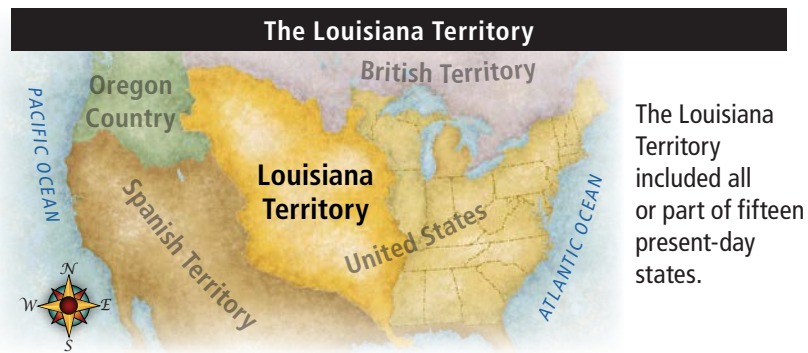 The Louisiana Territory
PACIFIC OCEAN
Oregon
Country
British Territory
Louisiana
Territory
Spanish Territory
United States
ATLANTIC OCEAN
N
W
E
S
The Louisiana
Territory
included all
or part of fifteen
present-day
states.